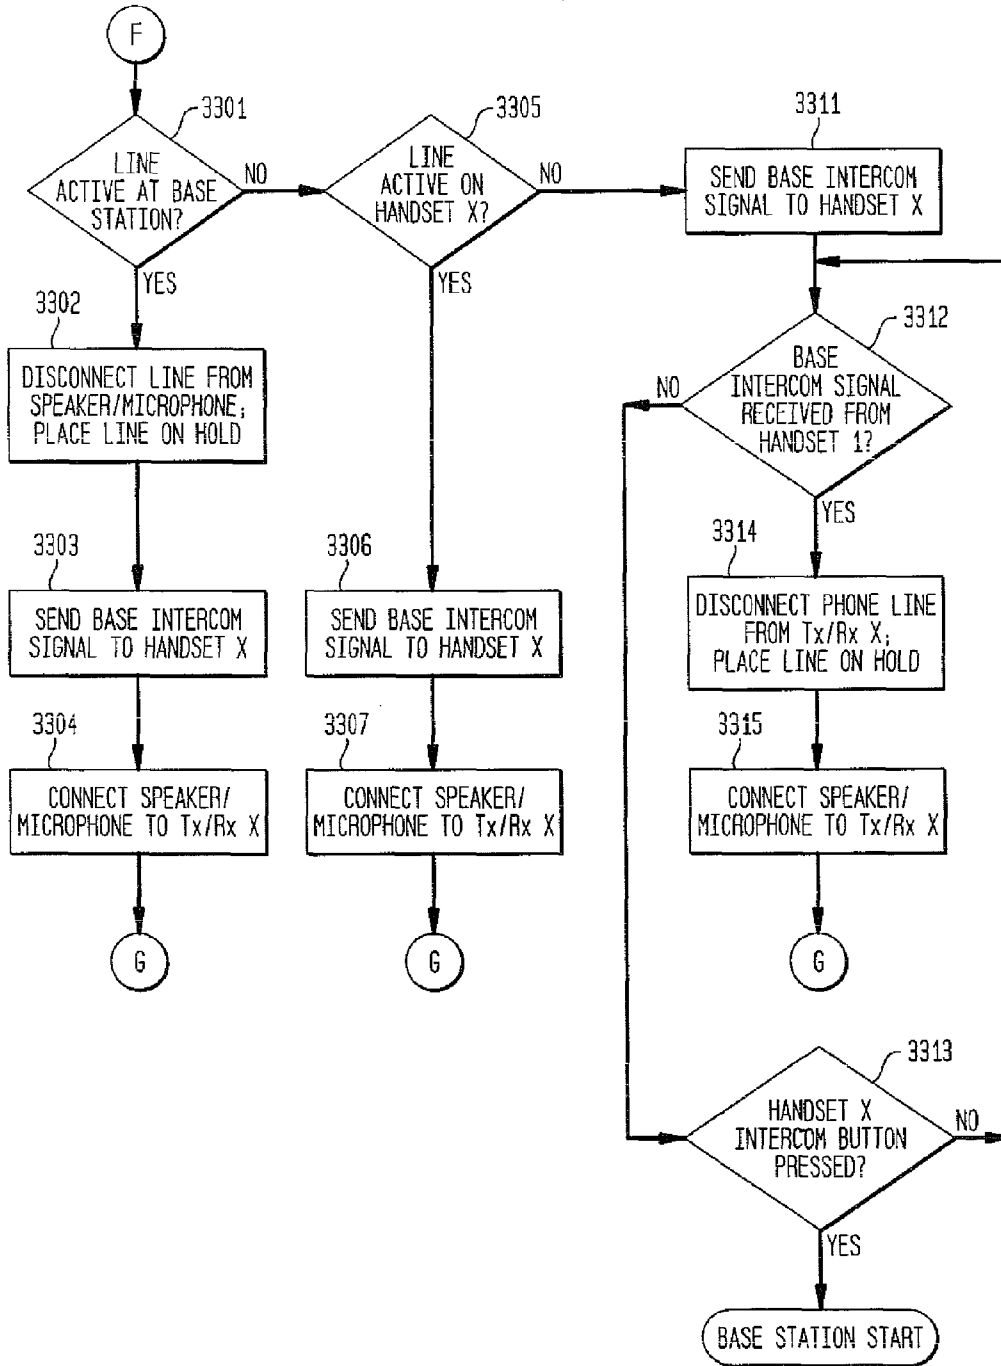 F
3301
LINE
ACTIVE AT BASE
STATION?
NO
YES
3305
LINE
ACTIVE ON
HANDSET X?
NO
YES
3311
SEND BASE INTERCOM
SIGNAL TO HANDSET X
3302
DISCONNECT LINE FROM
SPEAKER/MICROPHONE;
PLACE LINE ON HOLD
3312
BASE
INTERCOM SIGNAL
RECEIVED FROM
HANDSET 1?
NO
YES
3303
SEND BASE INTERCOM
SIGNAL TO HANDSET X
3306
SEND BASE INTERCOM
SIGNAL TO HANDSET X
3314
DISCONNECT PHONE LINE
FROM Tx/Rx X;
PLACE LINE ON HOLD
3304
CONNECT SPEAKER/
MICROPHONE TO Tx/Rx X
3307
CONNECT SPEAKER/
MICROPHONE TO Tx/Rx X
3315
CONNECT SPEAKER/
MICROPHONE TO Tx/Rx X
G
G
G
3313
HANDSET X
INTERCOM BUTTON
PRESSED?
NO
YES
BASE STATION START